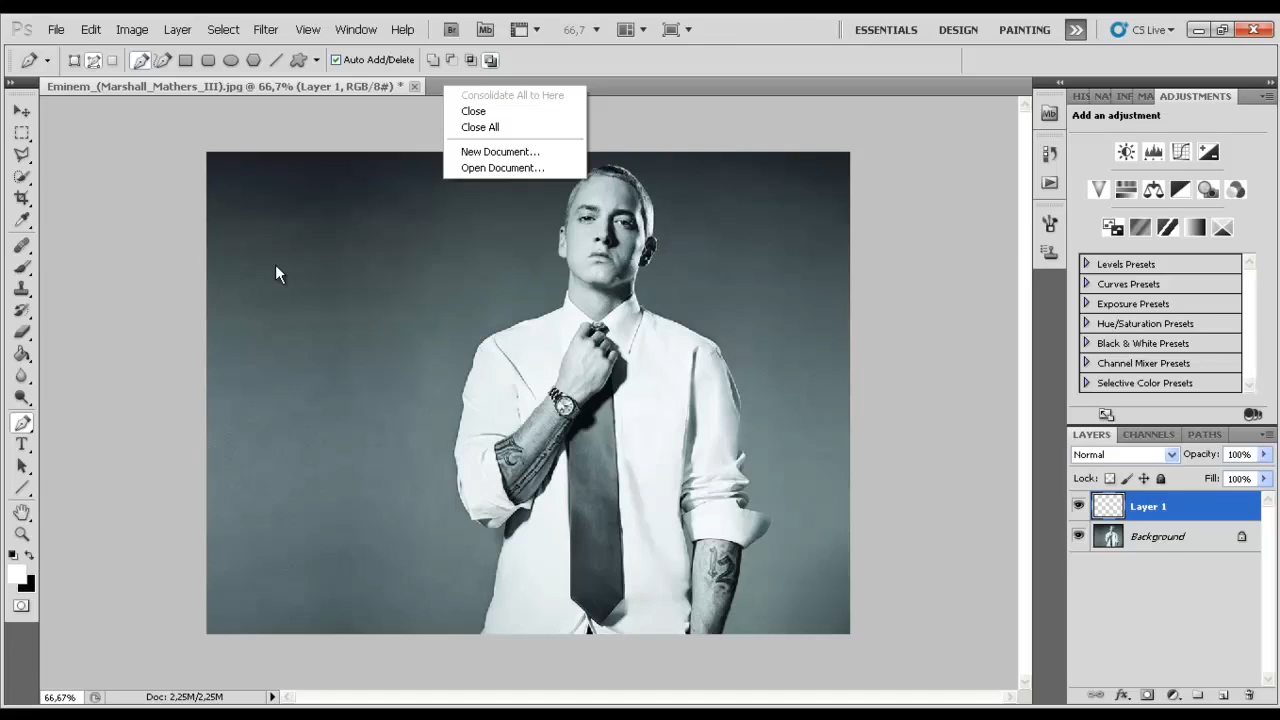 Ps File Edit Image Layer Select Filter View Window Help Br Mb 66,7 ESSENTIALS DESIGN PAINTING CS Live
Auto Add/Delete
Eminem_(Marshall_Mathers_III).jpg @ 66,7% (Layer 1, RGB/8#) *
Consolidate All to Here
Close
Close All
New Document...
Open Document...
Mb
ADJUSTMENTS
Add an adjustment
Levels Presets
Curves Presets
Exposure Presets
Hue/Saturation Presets
Black & White Presets
Channel Mixer Presets
Selective Color Presets
LAYERS CHANNELS PATHS
Normal Opacity: 100%
Lock: Fill: 100%
Layer 1
Background
66,67% Doc: 2,25M/2,25M